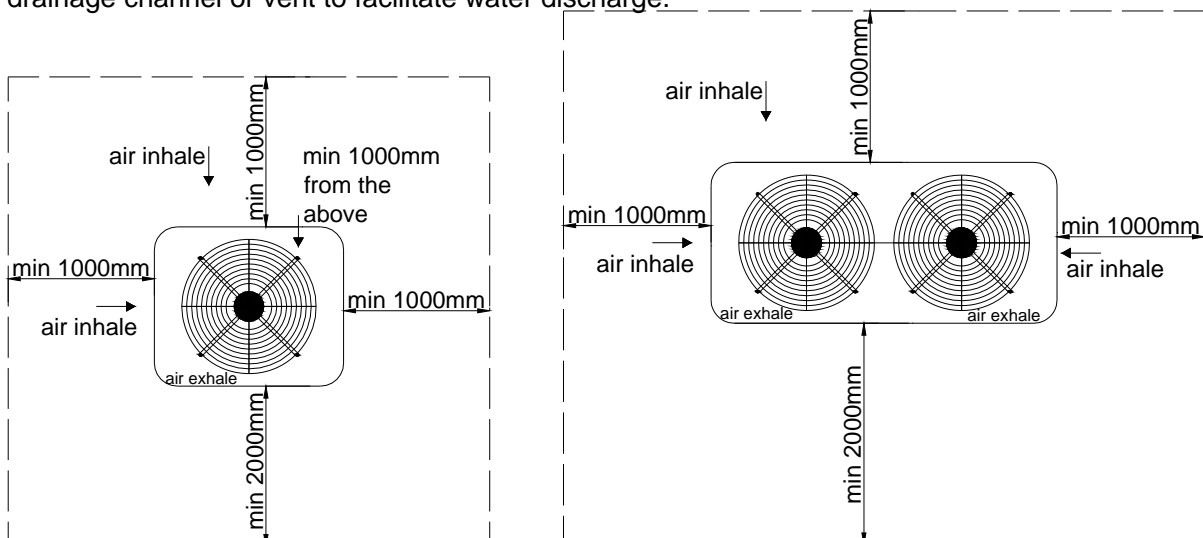 drainage channel or vent to facilitate water discharge.
air inhale
min 1000mm
min 1000mm
from the
above
min 1000mm
air inhale
min 1000mm
air exhale
min 2000mm
air inhale
min 1000mm
min 1000mm
air inhale
min 1000mm
air inhale
air exhale
air exhale
min 2000mm